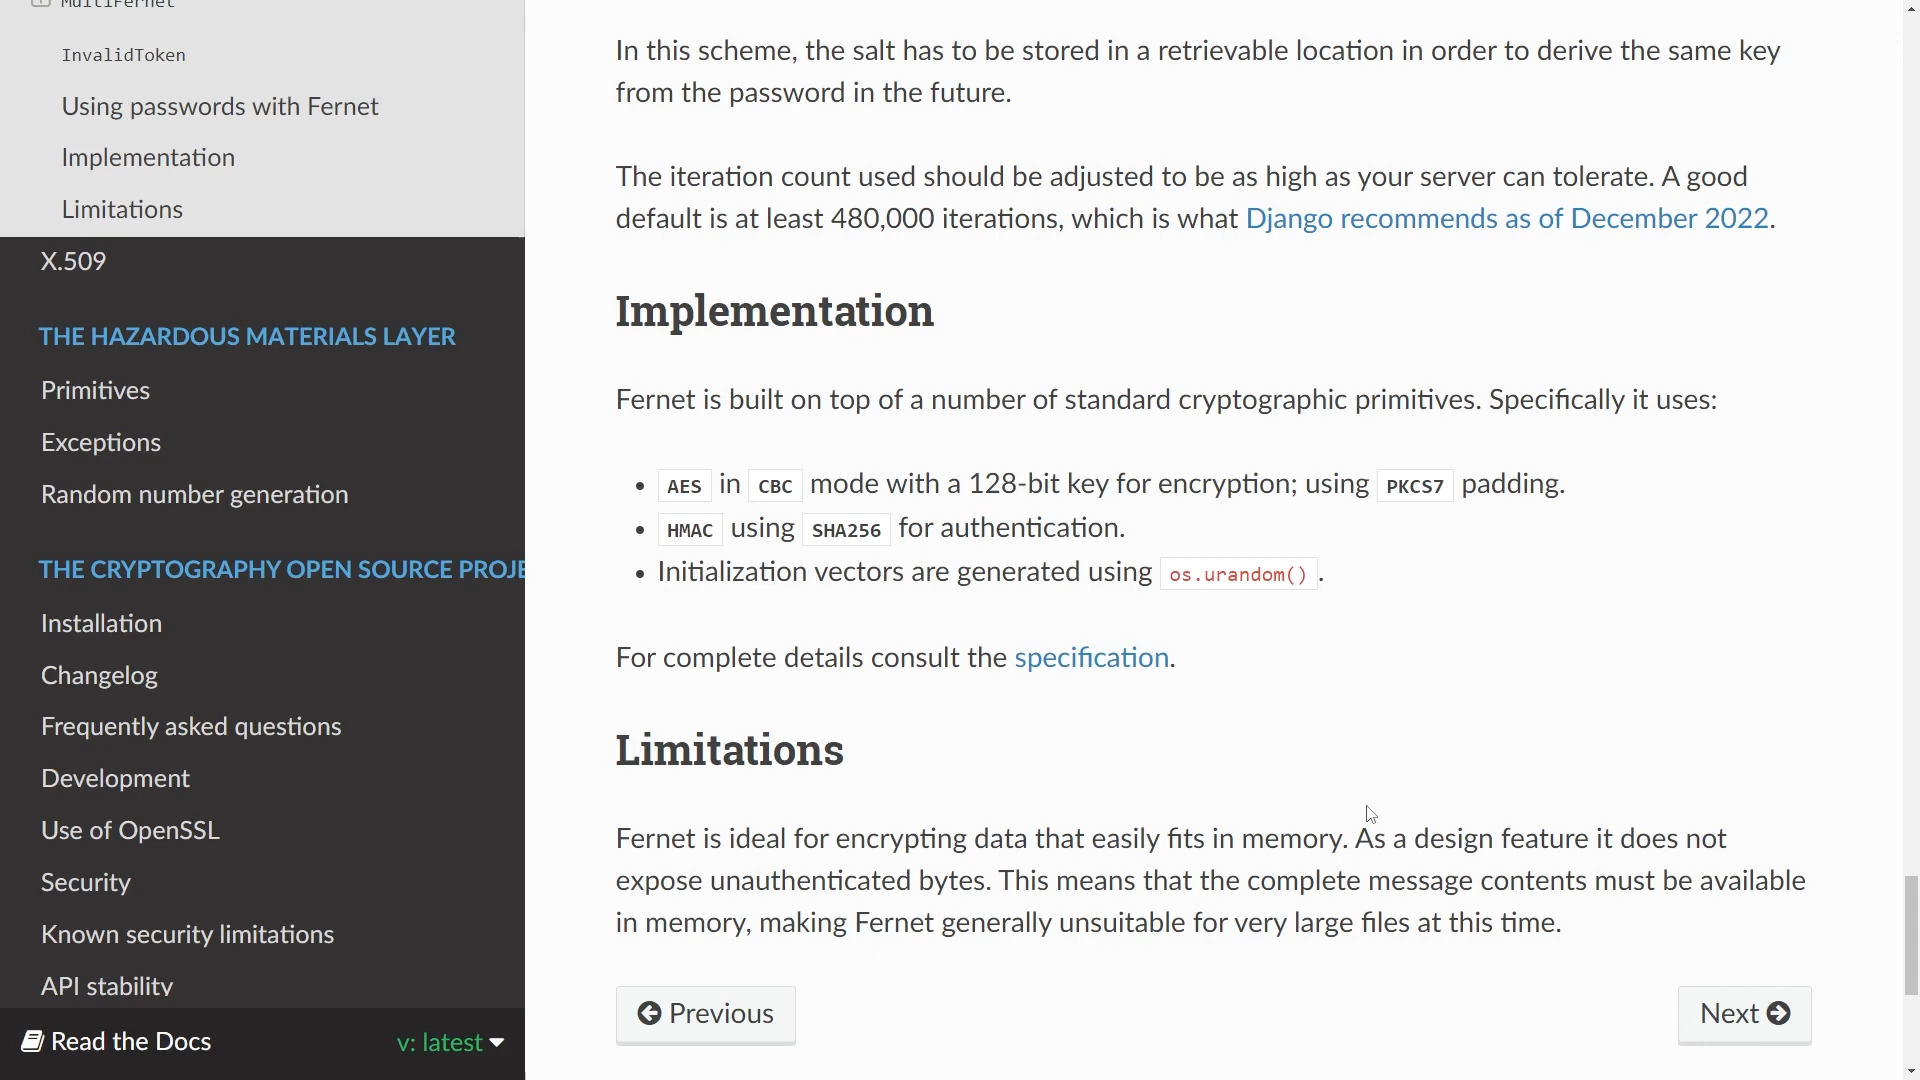 MultiFernet
InvalidToken
Using passwords with Fernet
Implementation
Limitations
X.509
THE HAZARDOUS MATERIALS LAYER
Primitives
Exceptions
Random number generation
THE CRYPTOGRAPHY OPEN SOURCE PROJE
Installation
Changelog
Frequently asked questions
Development
Use of OpenSSL
Security
Known security limitations
API stability
Read the Docs
v: latest
In this scheme, the salt has to be stored in a retrievable location in order to derive the same key
from the password in the future.
The iteration count used should be adjusted to be as high as your server can tolerate. A good
default is at least 480,000 iterations, which is what Django recommends as of December 2022.
Implementation
Fernet is built on top of a number of standard cryptographic primitives. Specifically it uses:
• AES in CBC mode with a 128-bit key for encryption; using PKCS7 padding.
• HMAC using SHA256 for authentication.
• Initialization vectors are generated using os.urandom().
For complete details consult the specification.
Limitations
Fernet is ideal for encrypting data that easily fits in memory. As a design feature it does not
expose unauthenticated bytes. This means that the complete message contents must be available
in memory, making Fernet generally unsuitable for very large files at this time.
Previous
Next